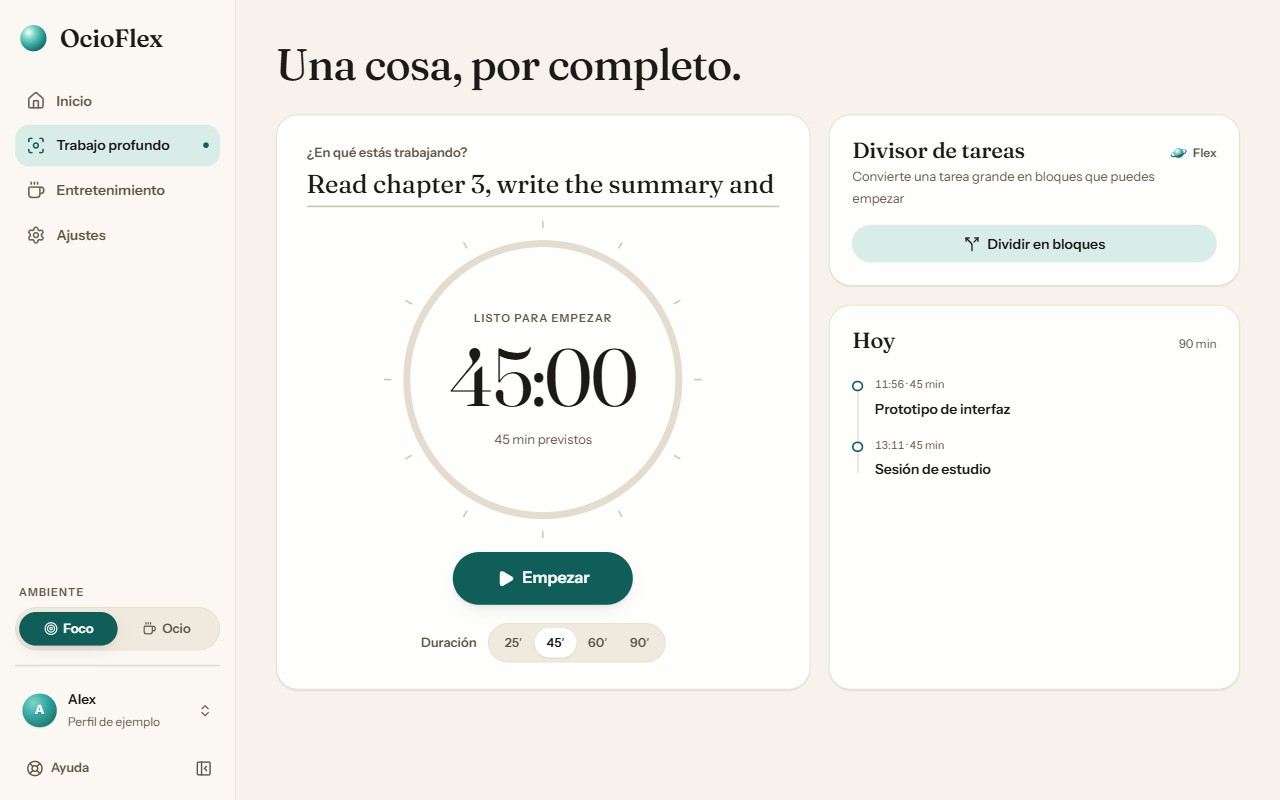 OcioFlex
Inicio
Trabajo profundo
Entretenimiento
Ajustes
AMBIENTE
Foco
Ocio
A
Alex
Perfil de ejemplo
Ayuda
Una cosa, por completo.
¿En qué estás trabajando?
Read chapter 3, write the summary and
LISTO PARA EMPEZAR
45:00
45 min previstos
Empezar
Duración
25′ 45′ 60′ 90′
Divisor de tareas
Flex
Convierte una tarea grande en bloques que puedes
empezar
Dividir en bloques
Hoy
90 min
11:56 · 45 min
Prototipo de interfaz
13:11 · 45 min
Sesión de estudio